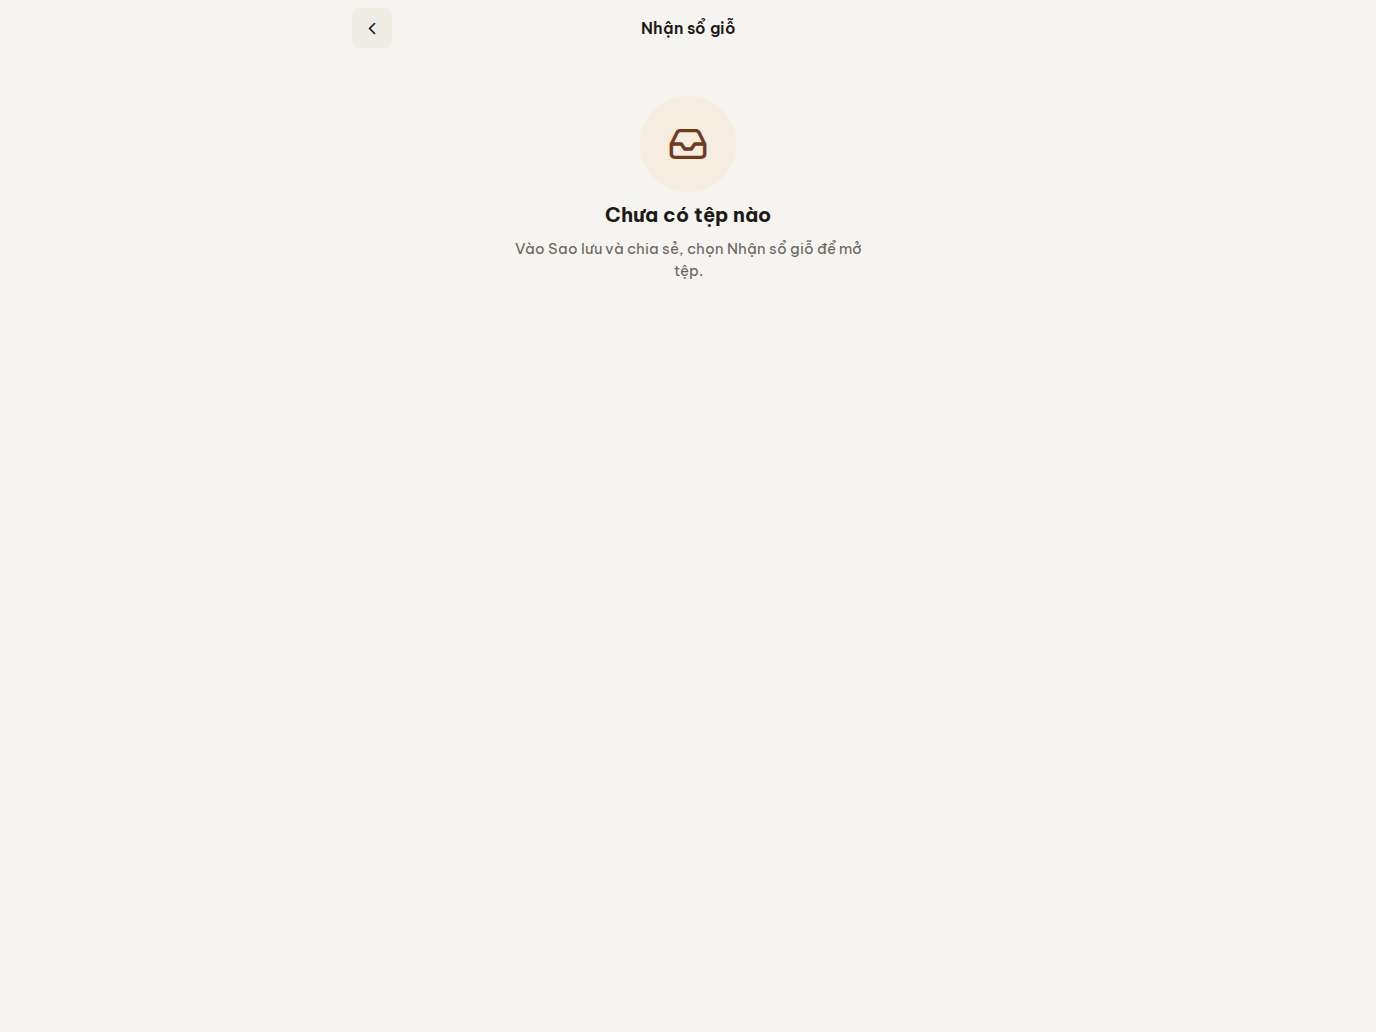 Nhận sổ giỗ
Chưa có tệp nào
Vào Sao lưu và chia sẻ, chọn Nhận sổ giỗ để mở
tệp.